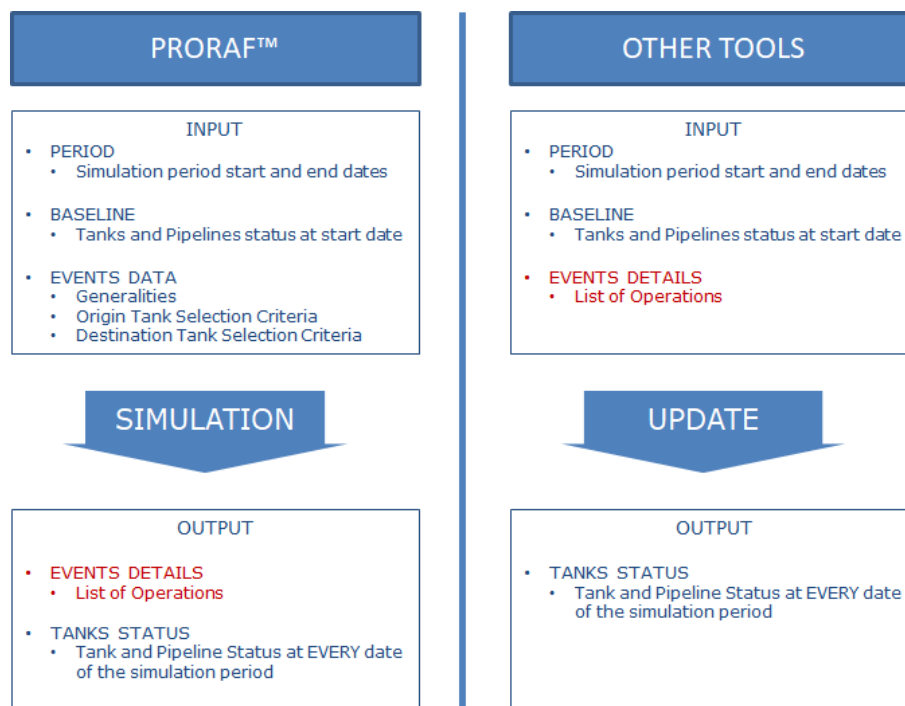 PRORAF™
INPUT
• PERIOD
• Simulation period start and end dates
• BASELINE
• Tanks and Pipelines status at start date
• EVENTS DATA
• Generalities
• Origin Tank Selection Criteria
• Destination Tank Selection Criteria
SIMULATION
OUTPUT
• EVENTS DETAILS
• List of Operations
• TANKS STATUS
• Tank and Pipeline Status at EVERY date
of the simulation period
OTHER TOOLS
INPUT
• PERIOD
• Simulation period start and end dates
• BASELINE
• Tanks and Pipelines status at start date
• EVENTS DETAILS
• List of Operations
UPDATE
OUTPUT
• TANKS STATUS
• Tank and Pipeline Status at EVERY date
of the simulation period